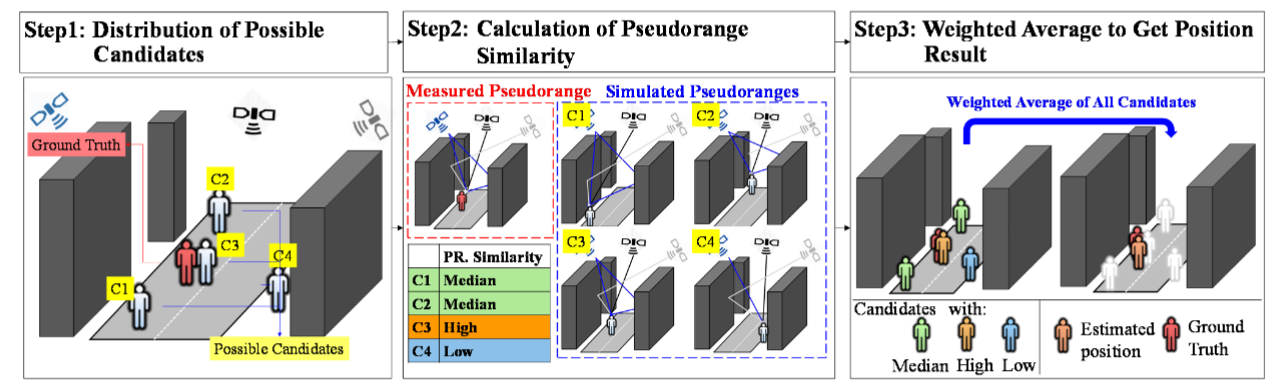 Step1: Distribution of Possible
Candidates
Step2: Calculation of Pseudorange
Similarity
Step3: Weighted Average to Get Position
Result
Ground Truth
C2
C3
C4
C1
Possible Candidates
Measured Pseudorange
Simulated Pseudoranges
C1
C2
C3
C4
PR. Similarity
C1 Median
C2 Median
C3 High
C4 Low
Weighted Average of All Candidates
Candidates with:
Median High Low
Estimated
position
Ground
Truth